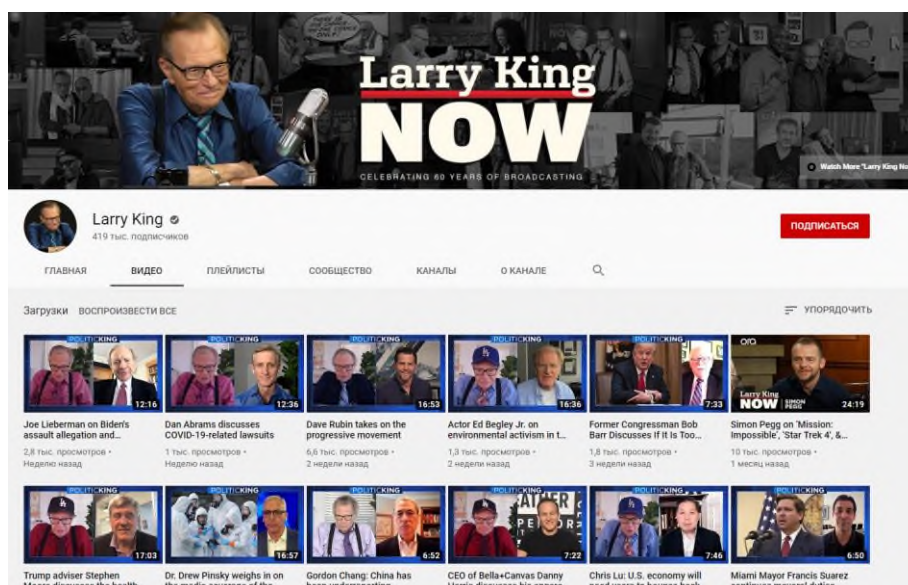 Larry King
NOW
CELEBRATING 60 YEARS OF BROADCASTING
Watch More "Larry King No
Larry King
419 тыс. подписчиков
ПОДПИСАТЬСЯ
ГЛАВНАЯ ВИДЕО ПЛЕЙЛИСТЫ СООБЩЕСТВО КАНАЛЫ О КАНАЛЕ
Загрузки ВОСПРОИЗВЕСТИ ВСЕ УПОРЯДОЧИТЬ
POLITICKING POLITICKING POLITICKING POLITICKING POLITICKING ora
Larry King NOW SIMON PEGG
12:16 12:36 16:53 16:36 7:33 24:19
Joe Lieberman on Biden's assault allegation and...
2,8 тыс. просмотров •
Неделю назад
Dan Abrams discusses COVID-19-related lawsuits
1 тыс. просмотров •
Неделю назад
Dave Rubin takes on the progressive movement
6,6 тыс. просмотров •
2 недели назад
Actor Ed Begley Jr. on environmental activism in t...
1,3 тыс. просмотров •
2 недели назад
Former Congressman Bob Barr Discusses If It Is Too...
1,8 тыс. просмотров •
3 недели назад
Simon Pegg on 'Mission: Impossible', 'Star Trek 4', &...
10 тыс. просмотров •
1 месяц назад
POLITICKING POLITICKING POLITICKING POLITICKING POLITICKING POLITICKING
17:03 16:57 6:52 7:22 7:46 6:50
Trump adviser Stephen
Dr. Drew Pinsky weighs in on
Gordon Chang: China has
CEO of Bella+Canvas Danny
Chris Lu: U.S. economy will
Miami Mayor Francis Suarez